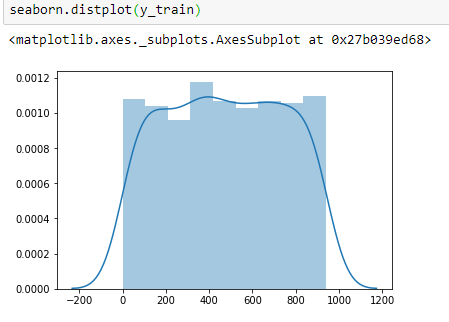 seaborn.distplot(y_train)
<matplotlib.axes._subplots.AxesSubplot at 0x27b039ed68>
0.0012
0.0010
0.0008
0.0006
0.0004
0.0002
0.0000
−200 0 200 400 600 800 1000 1200